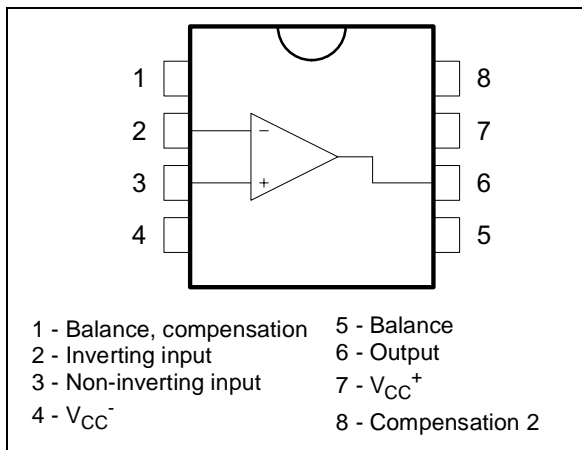 1
8
2
−
7
3
+
6
4
5
1 - Balance, compensation
2 - Inverting input
3 - Non-inverting input
4 - VCC-
5 - Balance
6 - Output
7 - VCC+
8 - Compensation 2